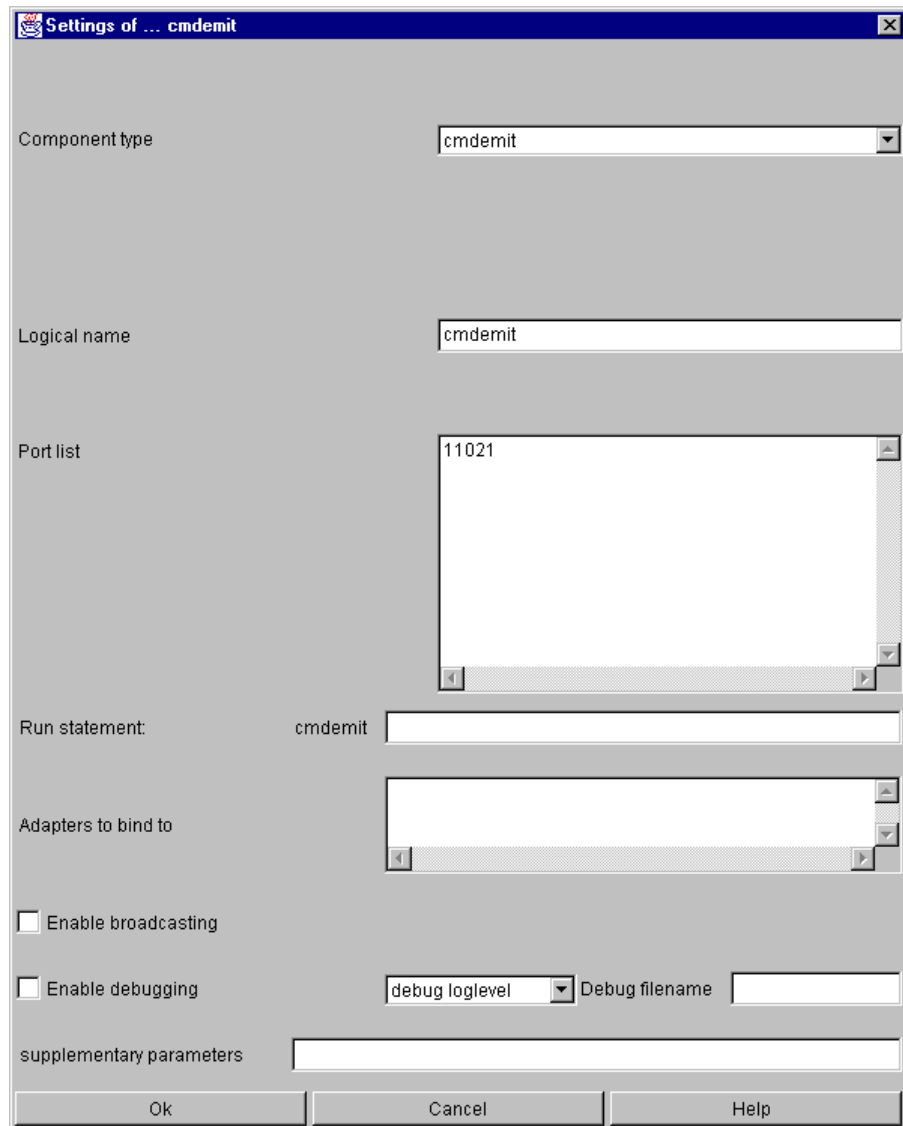 Settings of ... cmdemit
Component type cmdemit
Logical name cmdemit
Port list 11021
Run statement: cmdemit
Adapters to bind to
Enable broadcasting
Enable debugging debug loglevel Debug filename
supplementary parameters
Ok Cancel Help